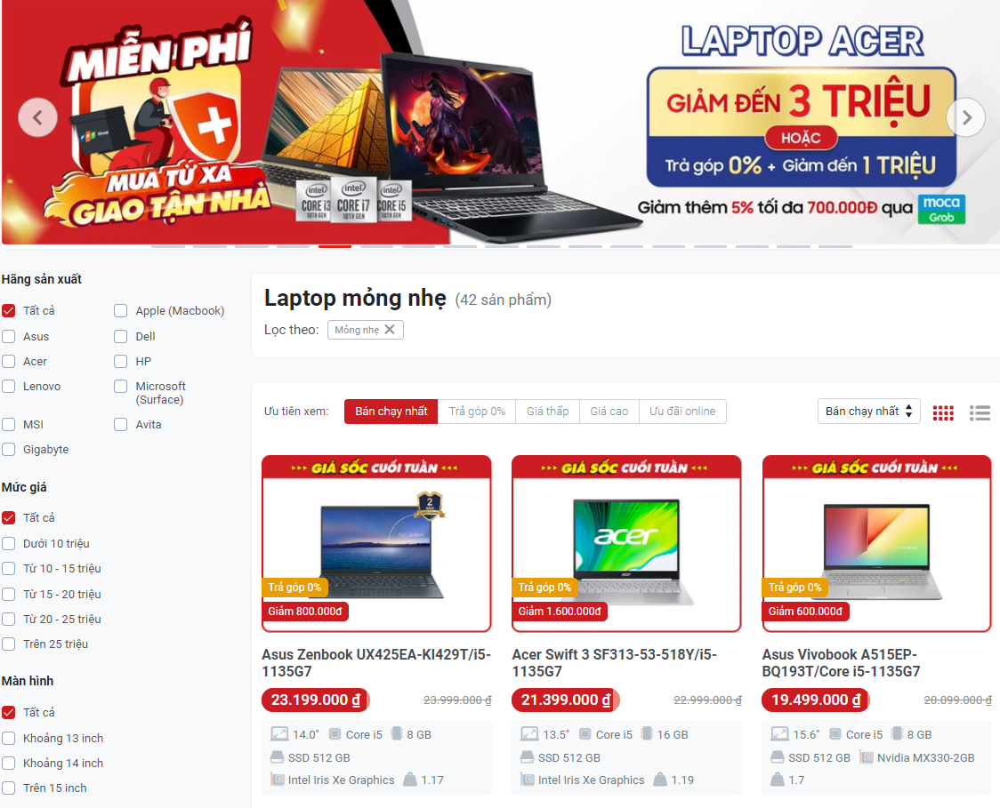 MIỄN PHÍ
FPT Shop
MUA TỪ XA
GIAO TẬN NHÀ
intel
CORE i3
10TH GEN
intel
CORE i7
10TH GEN
intel
CORE i5
10TH GEN
LAPTOP ACER
GIẢM ĐẾN 3 TRIỆU
HOẶC
Trả góp 0% + Giảm đến 1 TRIỆU
Giảm thêm 5% tối đa 700.000Đ qua
moca
Grab
Hãng sản xuất
Tất cả
Apple (Macbook)
Asus
Dell
Acer
HP
Lenovo
Microsoft
(Surface)
MSI
Avita
Gigabyte
Mức giá
Tất cả
Dưới 10 triệu
Từ 10 - 15 triệu
Từ 15 - 20 triệu
Từ 20 - 25 triệu
Trên 25 triệu
Màn hình
Tất cả
Khoảng 13 inch
Khoảng 14 inch
Trên 15 inch
Laptop mỏng nhẹ (42 sản phẩm)
Lọc theo: Mỏng nhẹ
Ưu tiên xem: Bán chạy nhất Trả góp 0% Giá thấp Giá cao Ưu đãi online
Bán chạy nhất
GIÁ SỐC CUỐI TUẦN
2
Trả góp 0%
Giảm 800.000đ
Asus Zenbook UX425EA-KI429T/i5-
1135G7
23.199.000 ₫ 23.999.000 ₫
14.0" Core i5 8 GB
SSD 512 GB
Intel Iris Xe Graphics 1.17
GIÁ SỐC CUỐI TUẦN
acer
Trả góp 0%
Giảm 1.600.000đ
Acer Swift 3 SF313-53-518Y/i5-
1135G7
21.399.000 ₫ 22.999.000 ₫
13.5" Core i5 16 GB
SSD 512 GB
Intel Iris Xe Graphics 1.19
GIÁ SỐC CUỐI TUẦN
Trả góp 0%
Giảm 600.000đ
Asus Vivobook A515EP-
BQ193T/Core i5-1135G7
19.499.000 ₫ 20.099.000 ₫
15.6" Core i5 8 GB
SSD 512 GB Nvidia MX330-2GB
1.7